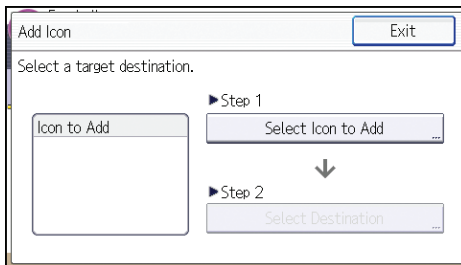 Add Icon
Exit
Select a target destination.
▶Step 1
Icon to Add
Select Icon to Add
...
▶Step 2
Select Destination
...